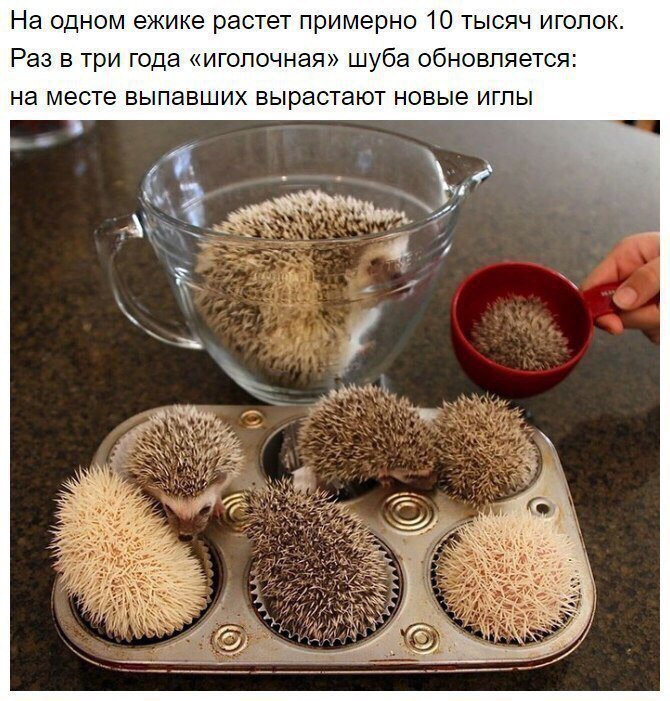 На одном ежике растет примерно 10 тысяч иголок.
Раз в три года «иголочная» шуба обновляется:
на месте выпавших вырастают новые иглы